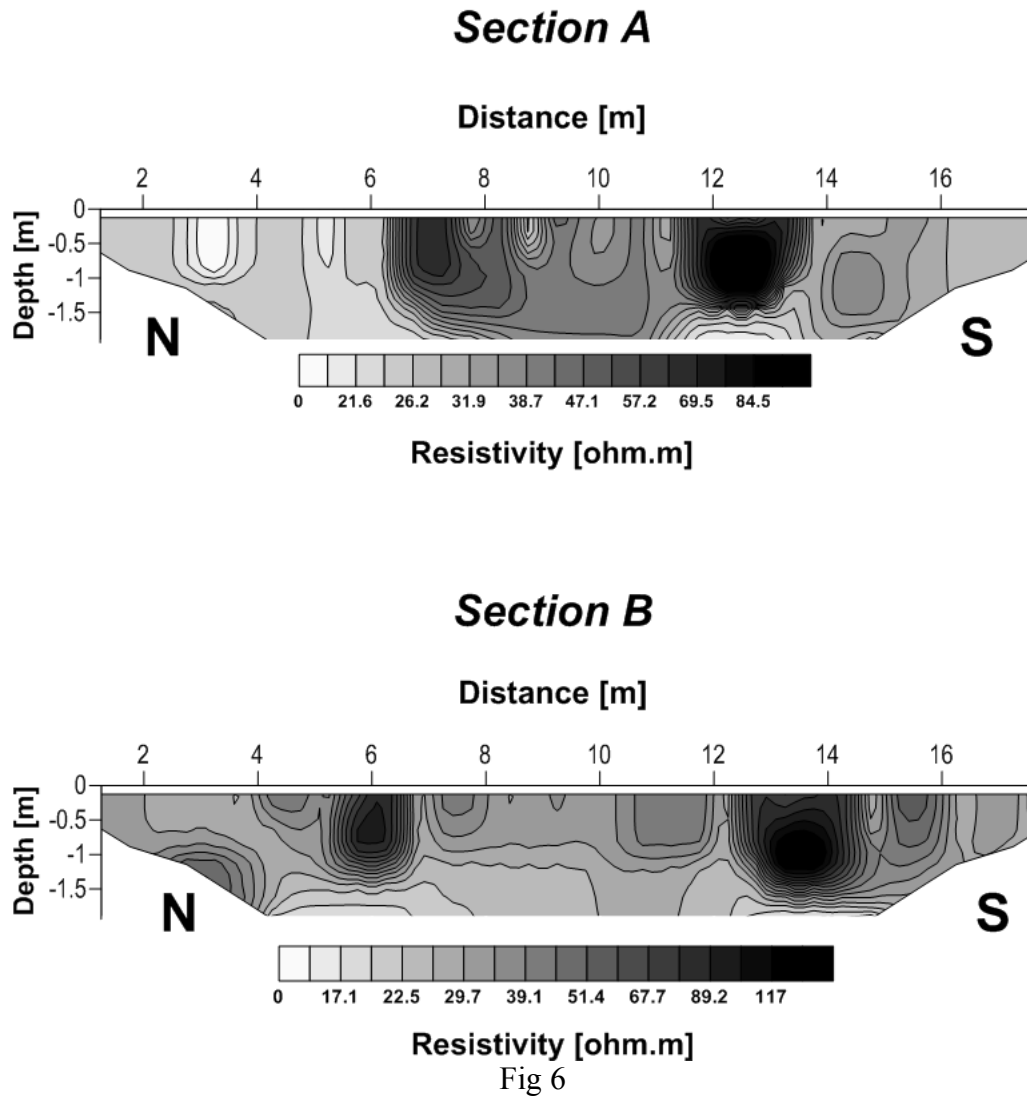 Section A
Distance [m]
2 4 6 8 10 12 14 16
Depth [m]
0
-0.5
-1
-1.5
N S
0 21.6 26.2 31.9 38.7 47.1 57.2 69.5 84.5
Resistivity [ohm.m]
Section B
Distance [m]
2 4 6 8 10 12 14 16
Depth [m]
0
-0.5
-1
-1.5
N S
0 17.1 22.5 29.7 39.1 51.4 67.7 89.2 117
Resistivity [ohm.m]
Fig 6